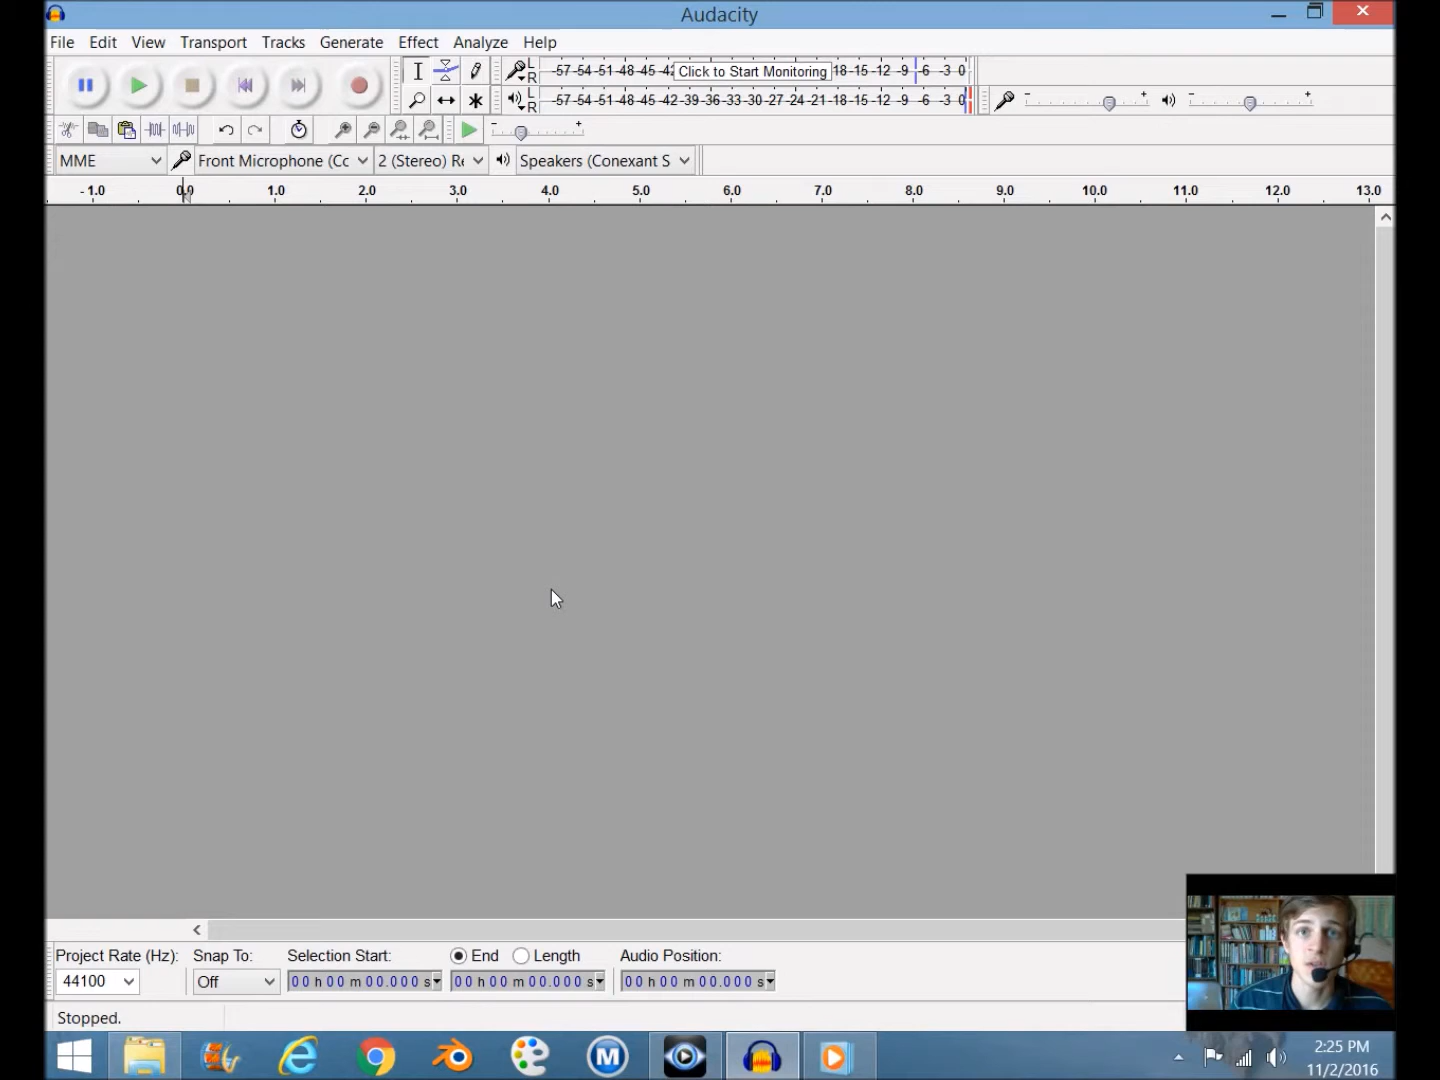 Audacity
File Edit View Transport Tracks Generate Effect Analyze Help
L
R
-57 -54 -51 -48 -45 -42 Click to Start Monitoring -18 -15 -12 -9 -6 -3 0
L
R
-57 -54 -51 -48 -45 -42 -39 -36 -33 -30 -27 -24 -21 -18 -15 -12 -9 -6 -3 0
- +
- +
- +
MME Front Microphone (Cc 2 (Stereo) Re Speakers (Conexant S
- 1.0 0.0 1.0 2.0 3.0 4.0 5.0 6.0 7.0 8.0 9.0 10.0 11.0 12.0 13.0
Project Rate (Hz): Snap To: Selection Start: End Length Audio Position:
44100 Off 00 h 00 m 00.000 s 00 h 00 m 00.000 s 00 h 00 m 00.000 s
Stopped.
M
2:25 PM
11/2/2016